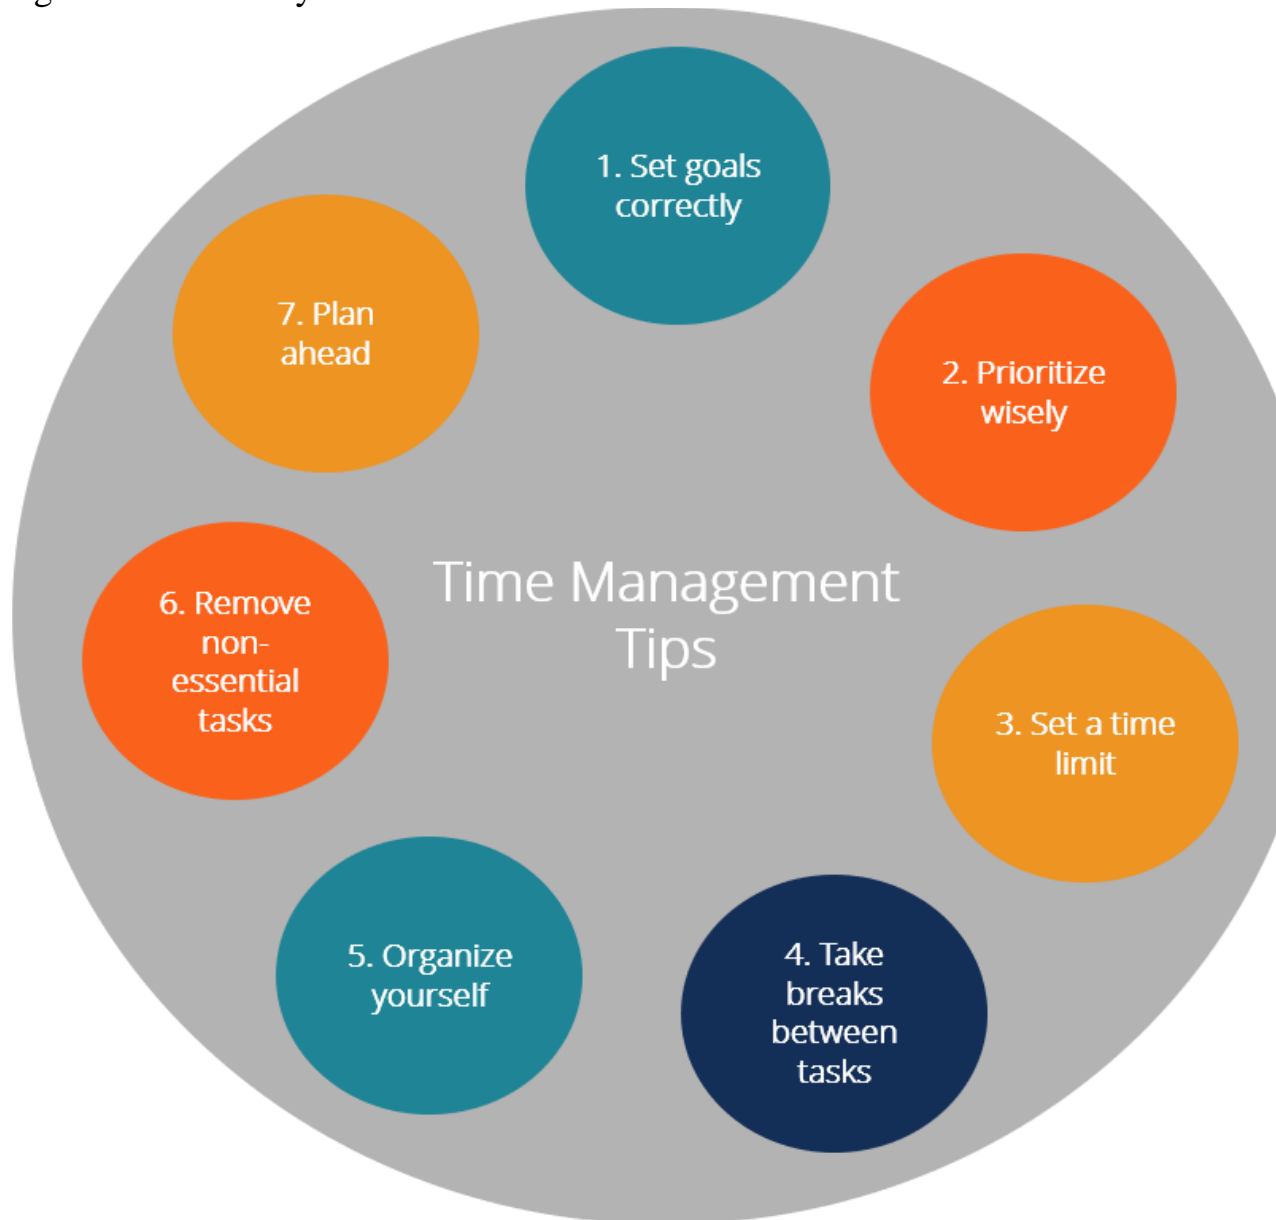 1. Set goals
correctly
2. Prioritize
wisely
3. Set a time
limit
4. Take
breaks
between
tasks
5. Organize
yourself
6. Remove
non-
essential
tasks
7. Plan
ahead
Time Management
Tips